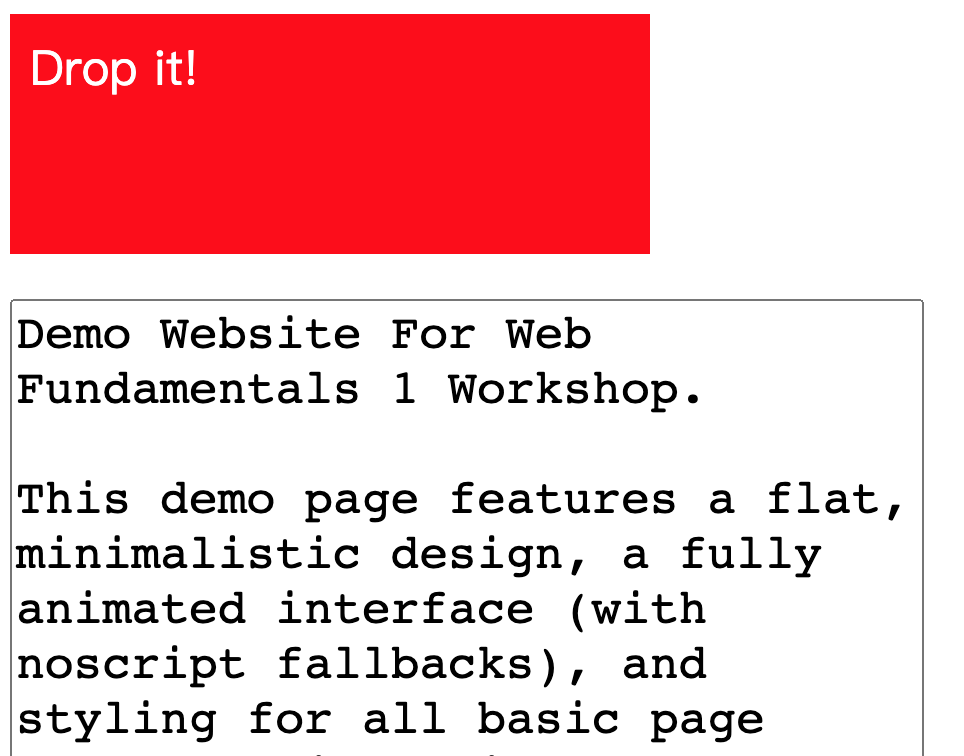 Drop it!
Demo Website For Web
Fundamentals 1 Workshop.
This demo page features a flat,
minimalistic design, a fully
animated interface (with
noscript fallbacks), and
styling for all basic page